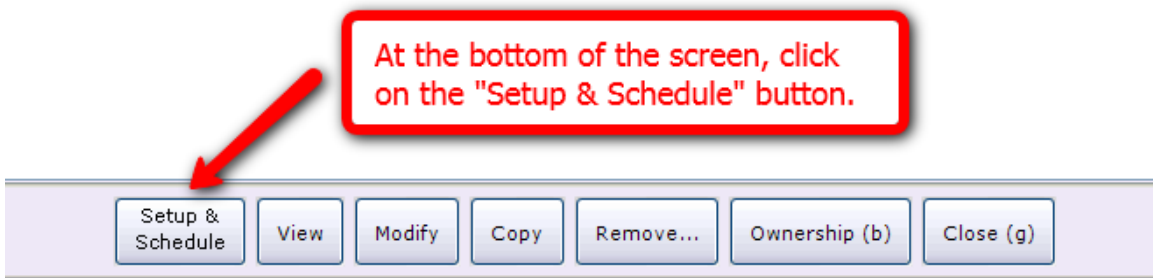 At the bottom of the screen, click
on the "Setup & Schedule" button.
Setup &
Schedule
View
Modify
Copy
Remove...
Ownership (b)
Close (g)